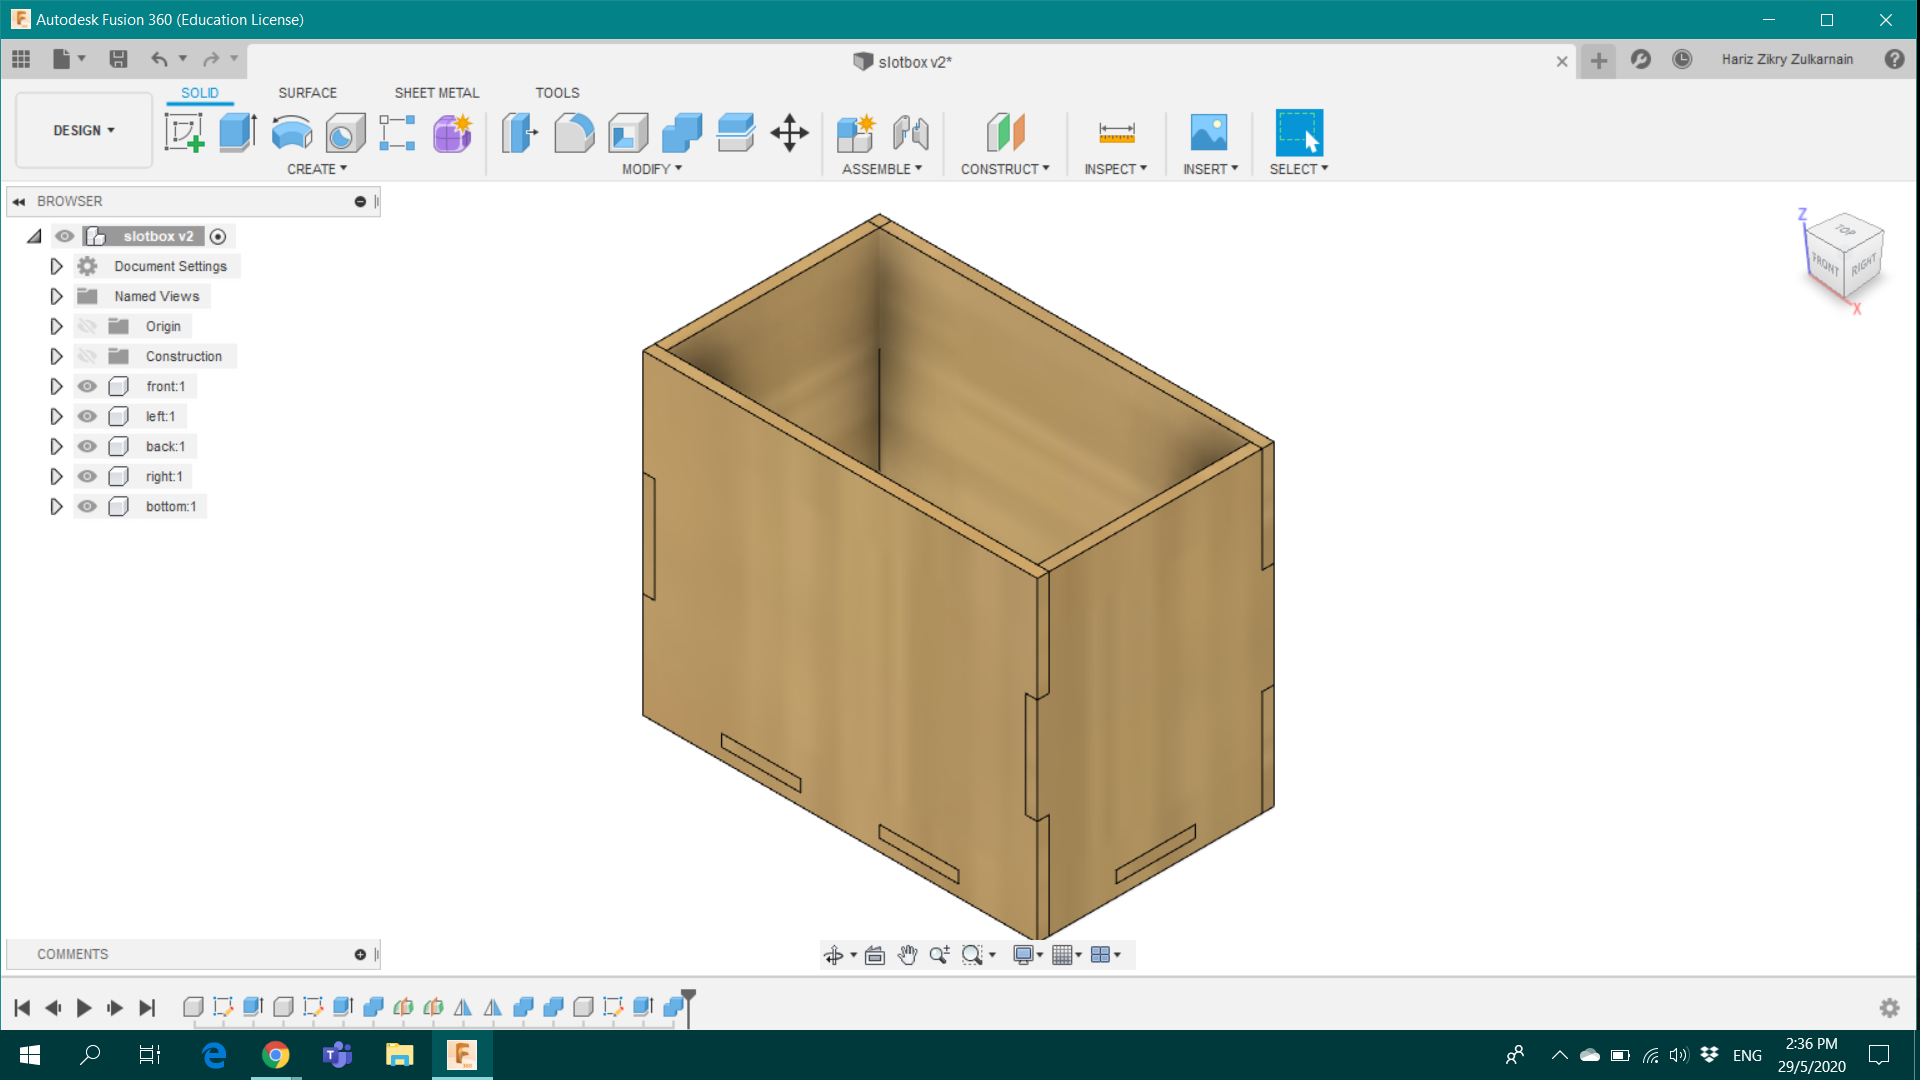 Autodesk Fusion 360 (Education License)
slotbox v2*
Hariz Zikry Zulkarnain
DESIGN
SOLID SURFACE SHEET METAL TOOLS
CREATE MODIFY ASSEMBLE CONSTRUCT INSPECT INSERT SELECT
BROWSER
slotbox v2
Document Settings
Named Views
Origin
Construction
front:1
left:1
back:1
right:1
bottom:1
Z
TOP
FRONT RIGHT
X
COMMENTS
ENG
2:36 PM
29/5/2020